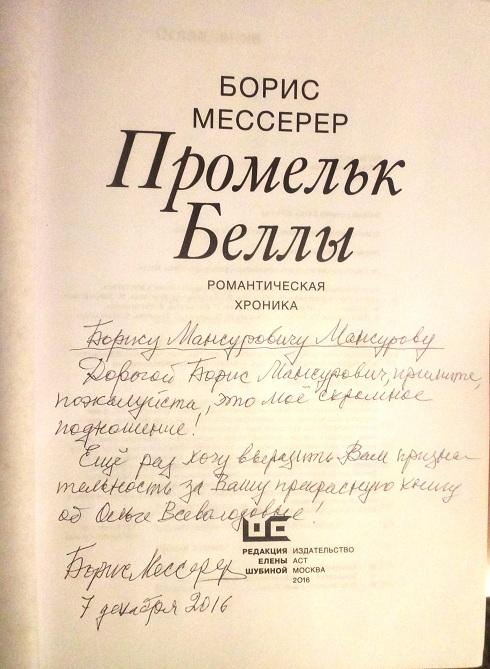 БОРИС
МЕССЕРЕР
Промельк
Беллы
РОМАНТИЧЕСКАЯ
ХРОНИКА
Борису Мансуровичу Мансурову
Дорогой Борис Мансурович, примите,
пожалуйста, это моё скромное
подношение!
Ещё раз хочу выразить Вам призна-
тельность за Вашу прекрасную книгу
об Ольге Всеволодовне!
РЕДАКЦИЯ ИЗДАТЕЛЬСТВО
ЕЛЕНЫ АСТ
ШУБИНОЙ МОСКВА
2016
Борис Мессерер
7 декабря 2016